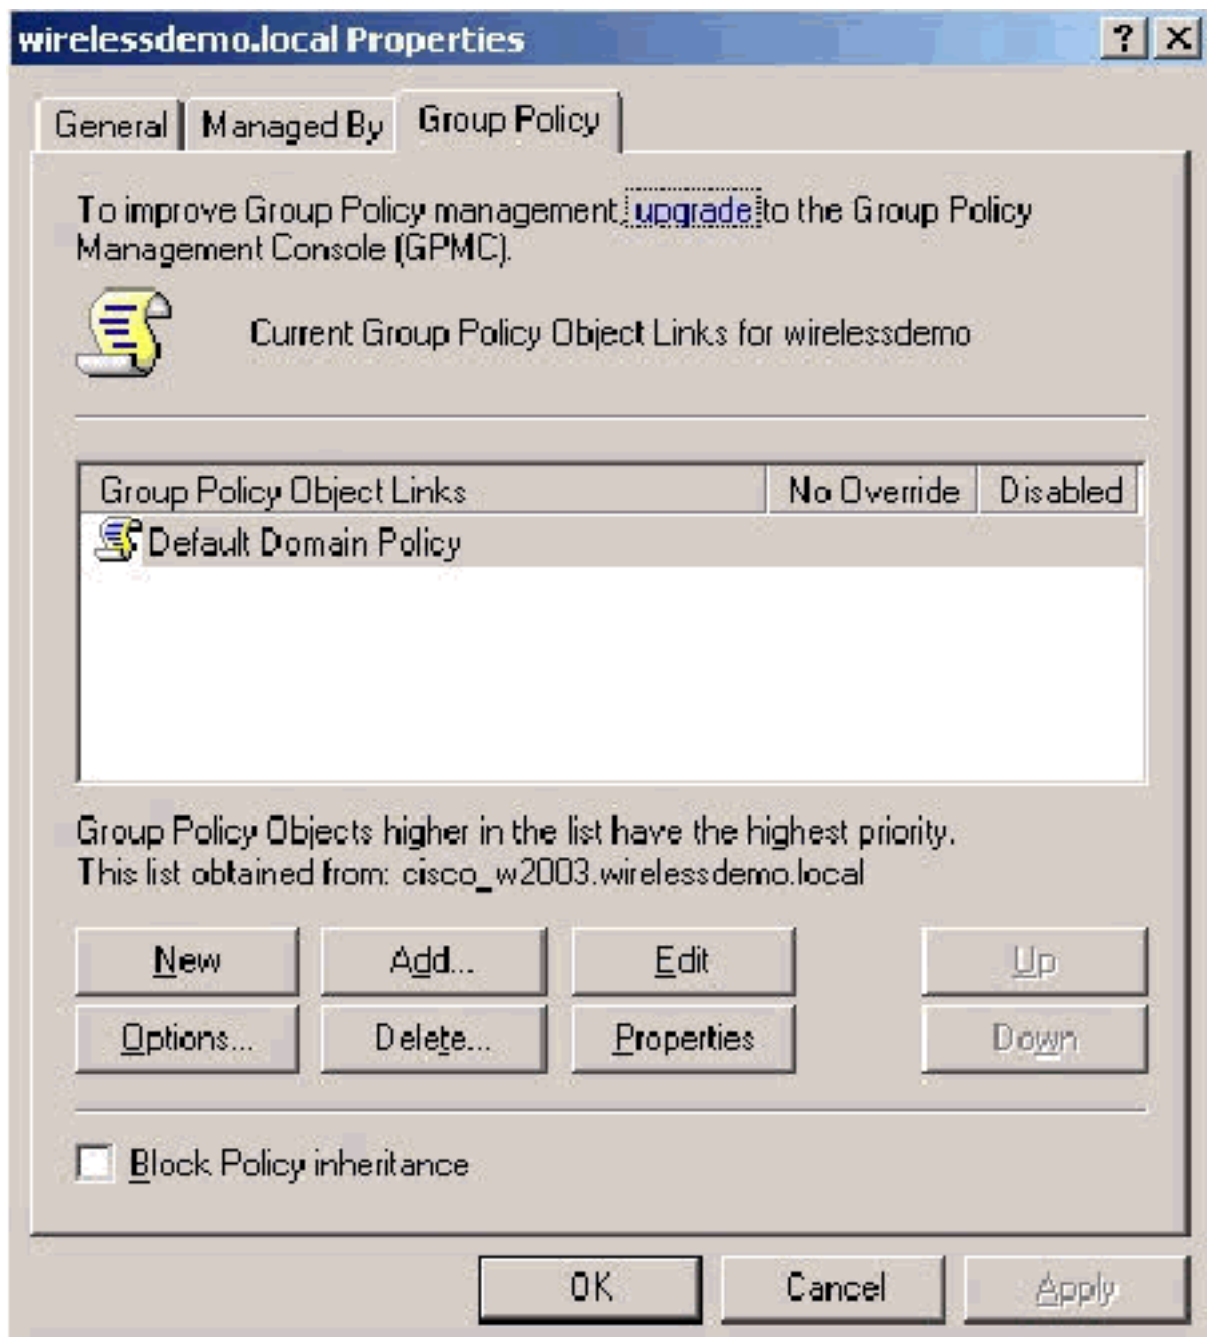 wirelessdemo.local Properties
General
Managed By
Group Policy
To improve Group Policy management, upgrade to the Group Policy
Management Console (GPMC).
Current Group Policy Object Links for wirelessdemo
Group Policy Object Links
No Override
Disabled
Default Domain Policy
Group Policy Objects higher in the list have the highest priority.
This list obtained from: cisco_w2003.wirelessdemo.local
New
Add...
Edit
Up
Options...
Delete...
Properties
Down
Block Policy inheritance
OK
Cancel
Apply